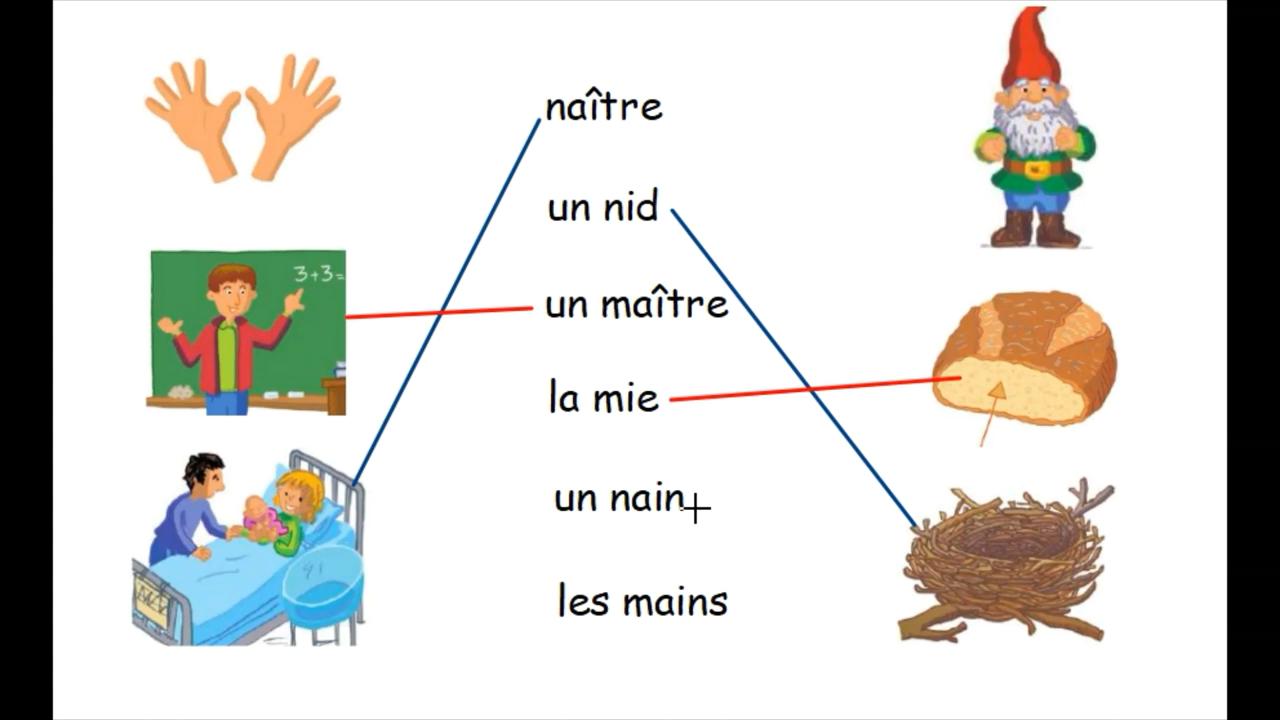 naître
un nid
3+3=
un maître
la mie
un nain
les mains